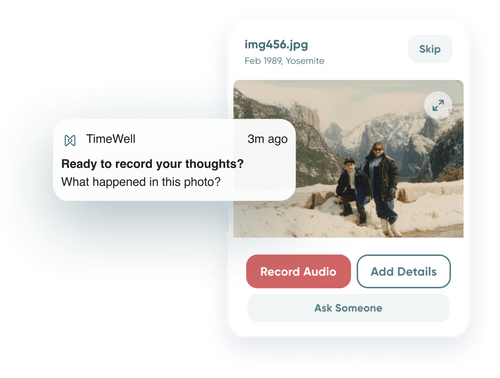 img456.jpg
Skip
Feb 1989, Yosemite
TimeWell
3m ago
Ready to record your thoughts?
What happened in this photo?
Record Audio
Add Details
Ask Someone